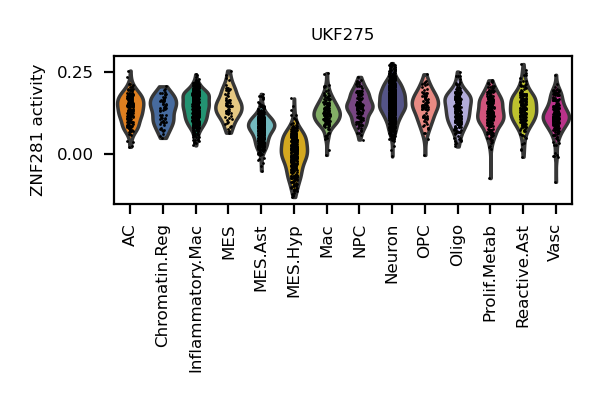 UKF275
ZNF281 activity
0.25
0.00
AC
Chromatin.Reg
Inflammatory.Mac
MES
MES.Ast
MES.Hyp
Mac
NPC
Neuron
OPC
Oligo
Prolif.Metab
Reactive.Ast
Vasc